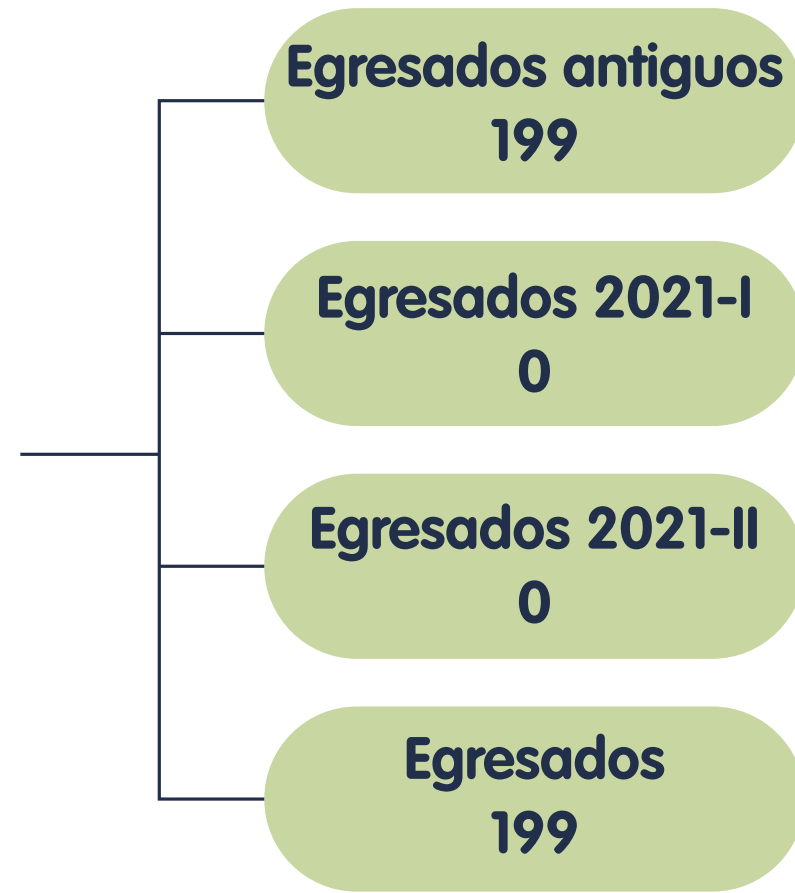 Egresados antiguos
199
Egresados 2021-I
0
Egresados 2021-II
0
Egresados
199